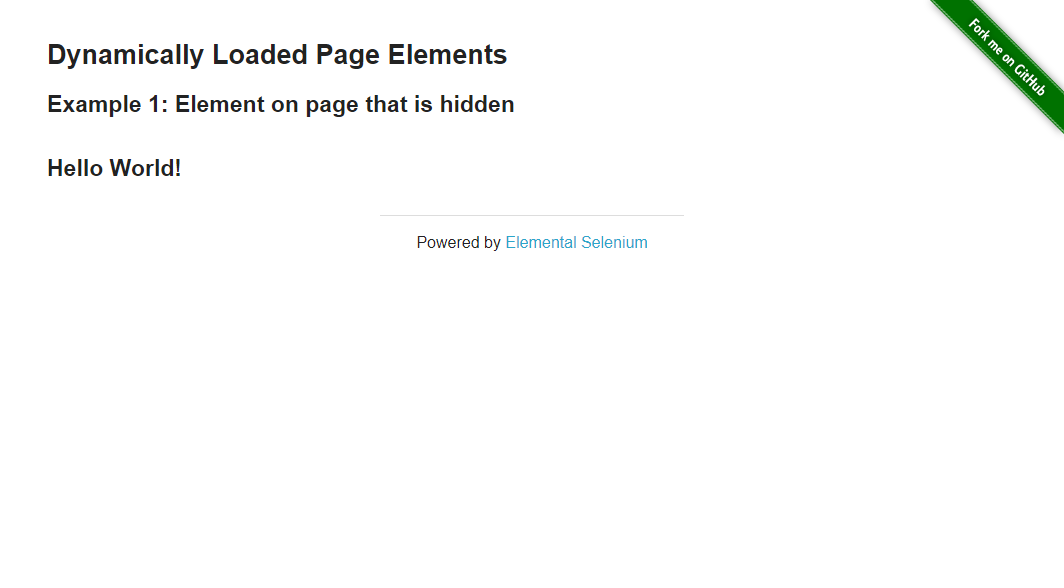 Dynamically Loaded Page Elements
Example 1: Element on page that is hidden
Hello World!
Powered by Elemental Selenium
Fork me on GitHub